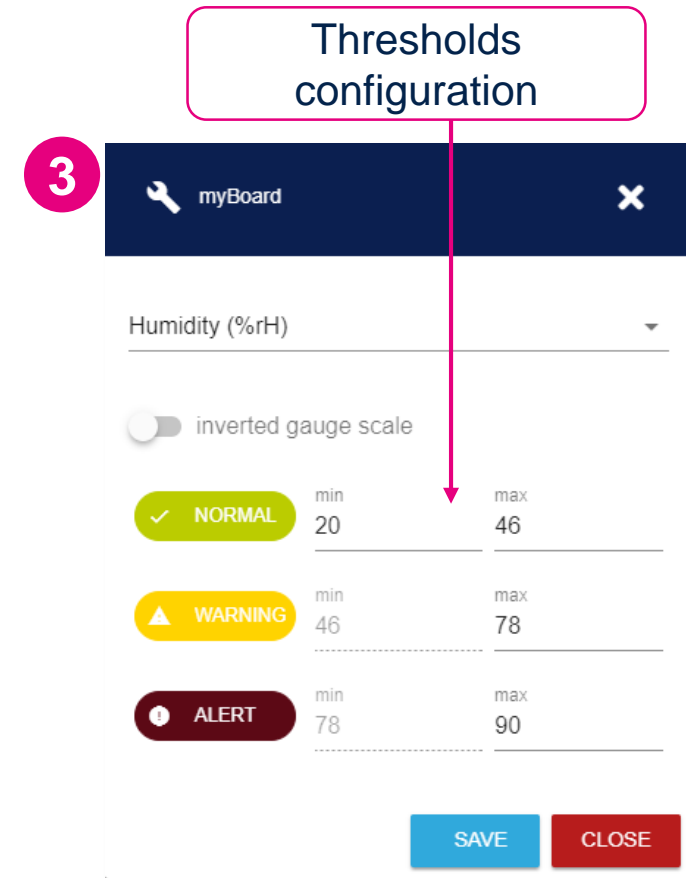 Thresholds
configuration
3
myBoard
Humidity (%rH)
inverted gauge scale
NORMAL
min
20
max
46
WARNING
min
46
max
78
ALERT
min
78
max
90
SAVE
CLOSE